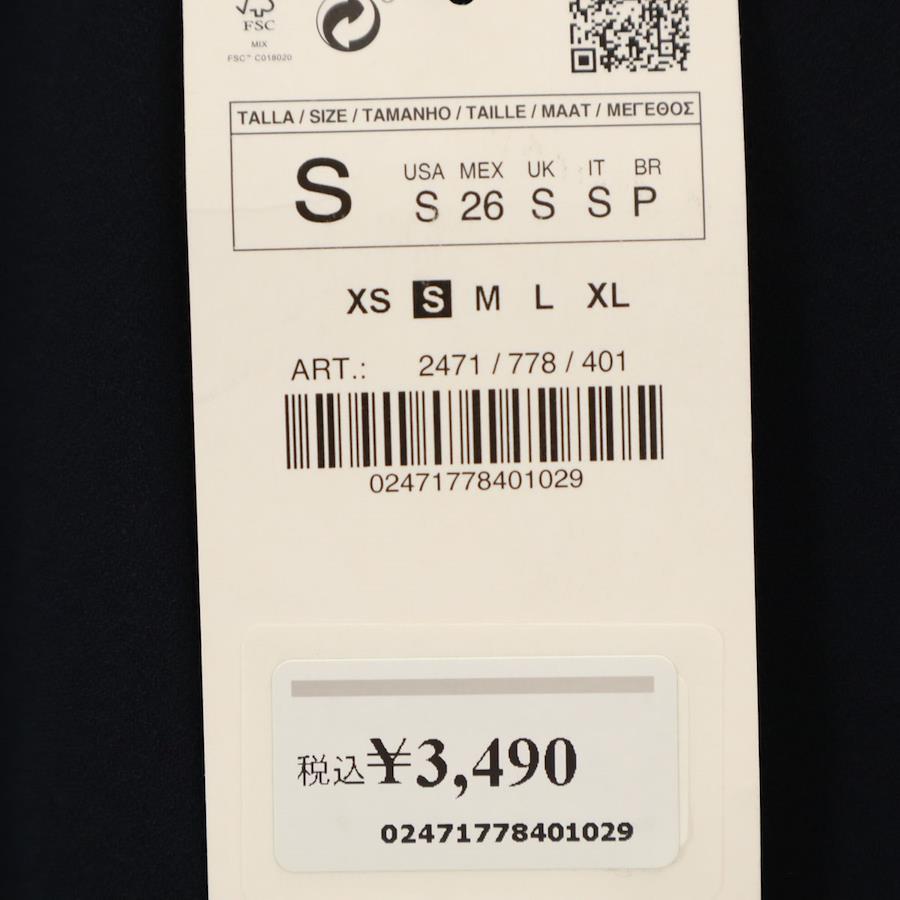 FSC
MIX
FSC™ C018020
TALLA / SIZE / TAMANHO / TAILLE / MAAT / ΜΕΓΕΘΟΣ
S
USA MEX UK IT BR
S 26 S S P
XS S M L XL
ART.: 2471 / 778 / 401
02471778401029
税込¥3,490
02471778401029